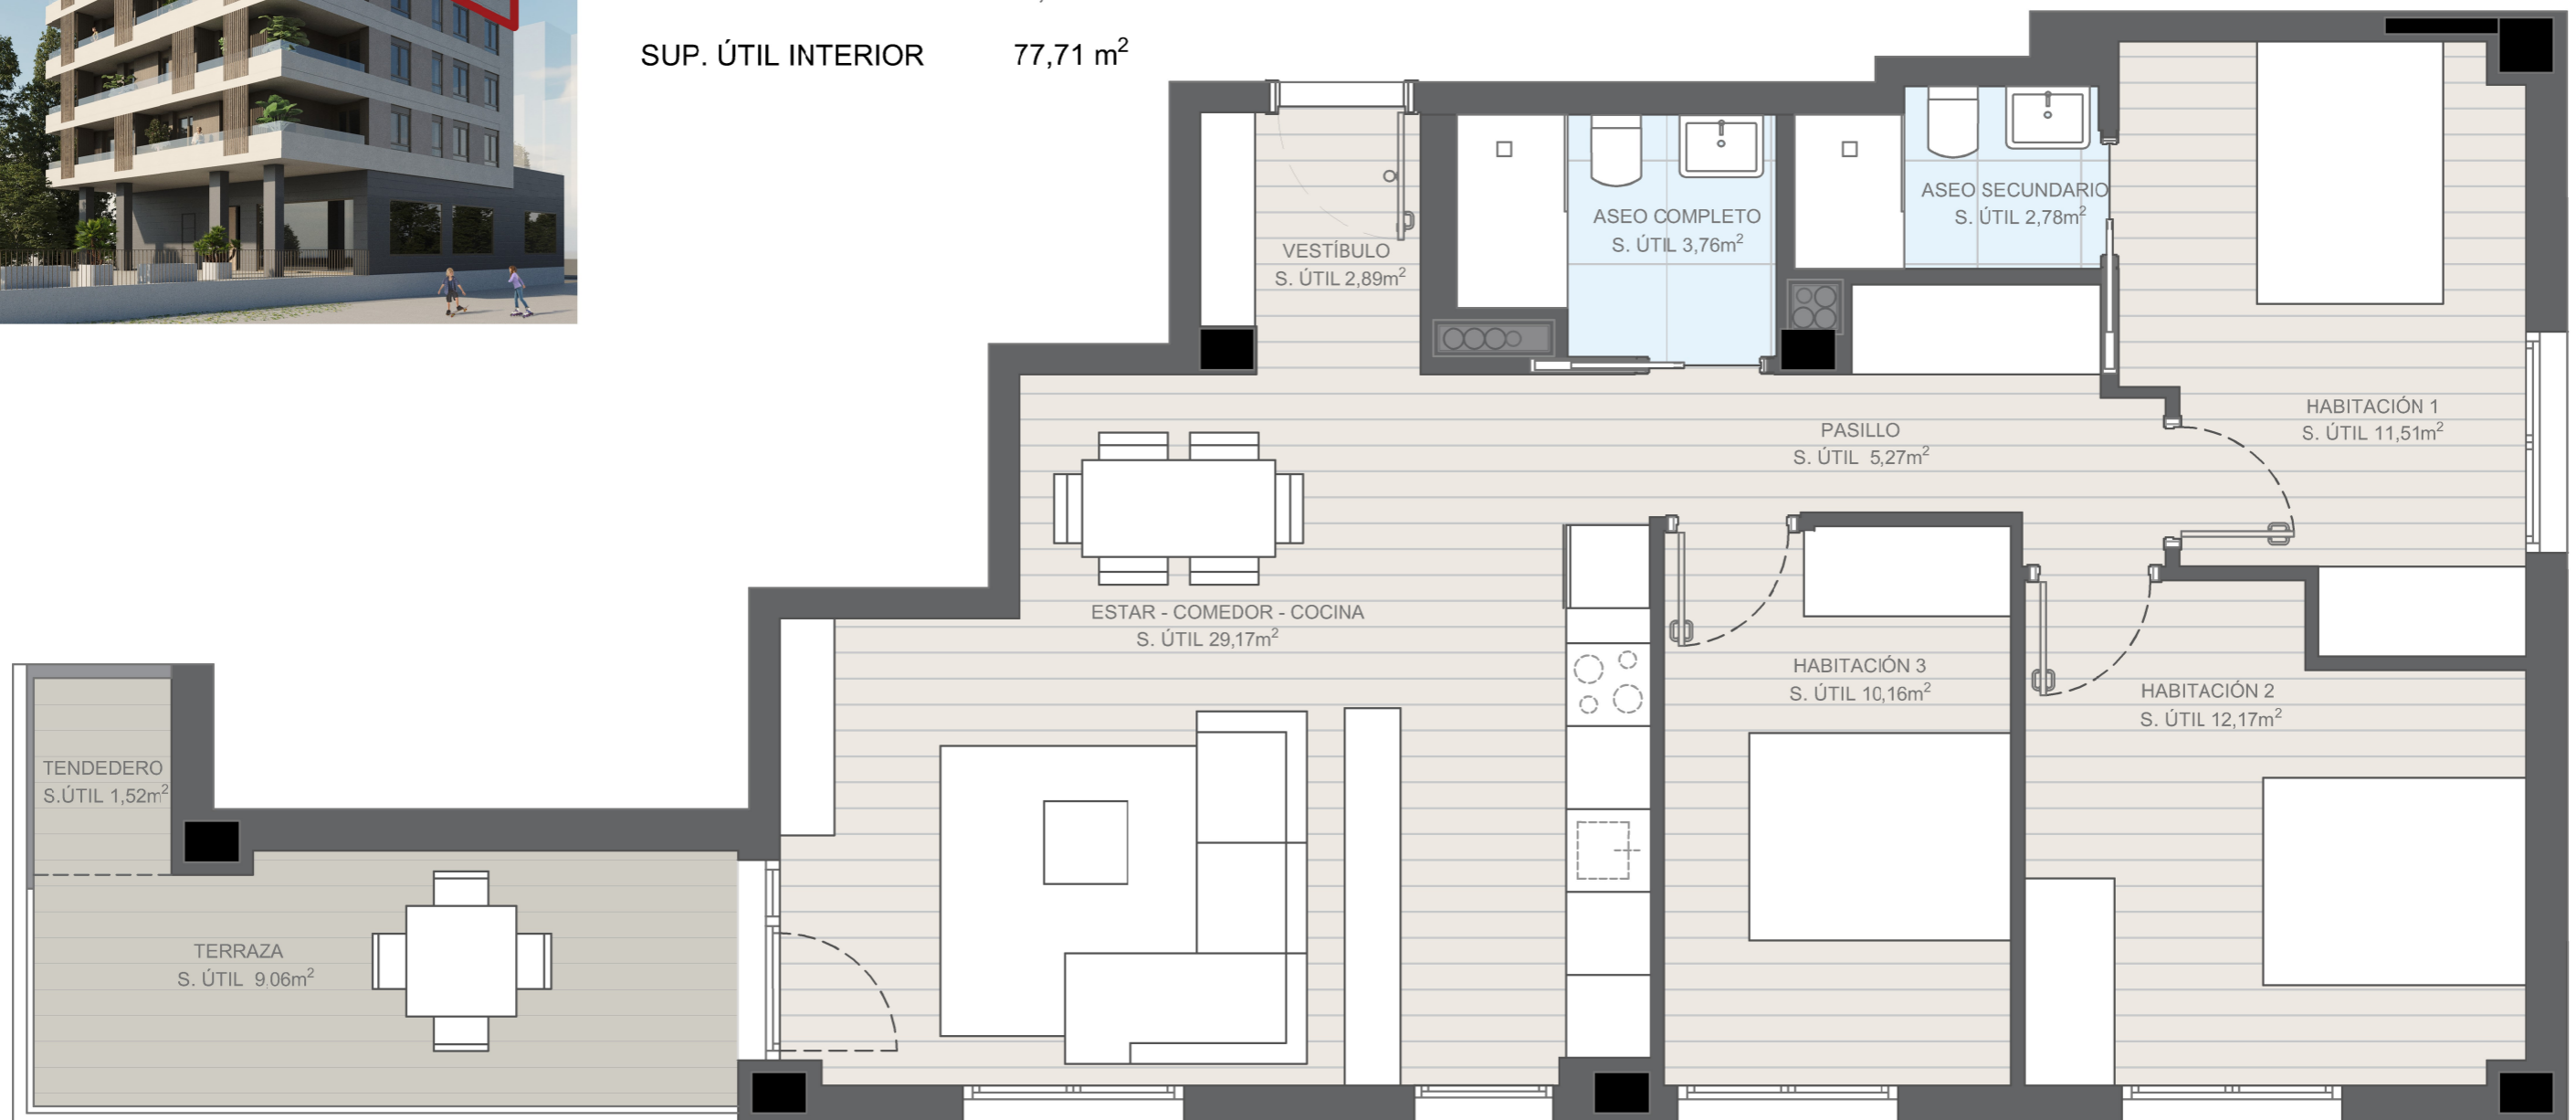 SUP. ÚTIL INTERIOR 77,71 m²
ASEO SECUNDARIO
S. ÚTIL 2,78m²
ASEO COMPLETO
S. ÚTIL 3,76m²
VESTÍBULO
S. ÚTIL 2,89m²
HABITACIÓN 1
S. ÚTIL 11,51m²
PASILLO
S. ÚTIL 5,27m²
ESTAR - COMEDOR - COCINA
S. ÚTIL 29,17m²
HABITACIÓN 3
S. ÚTIL 10,16m²
HABITACIÓN 2
S. ÚTIL 12,17m²
TENDEDERO
S.ÚTIL 1,52m²
TERRAZA
S. ÚTIL 9,06m²